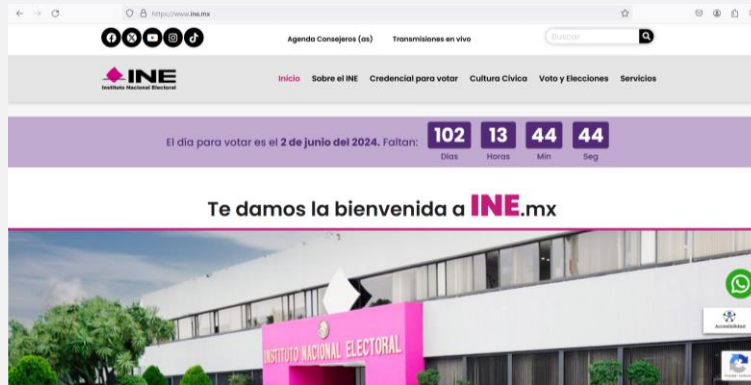 https://www.ine.mx
Agenda Consejeros (as) Transmisiones en vivo Buscar
INE
Instituto Nacional Electoral
Inicio Sobre el INE Credencial para votar Cultura Cívica Voto y Elecciones Servicios
El día para votar es el 2 de junio del 2024. Faltan: 102 13 44 44
Días Horas Min Seg
Te damos la bienvenida a INE.mx
INSTITUTO NACIONAL ELECTORAL
Accesibilidad